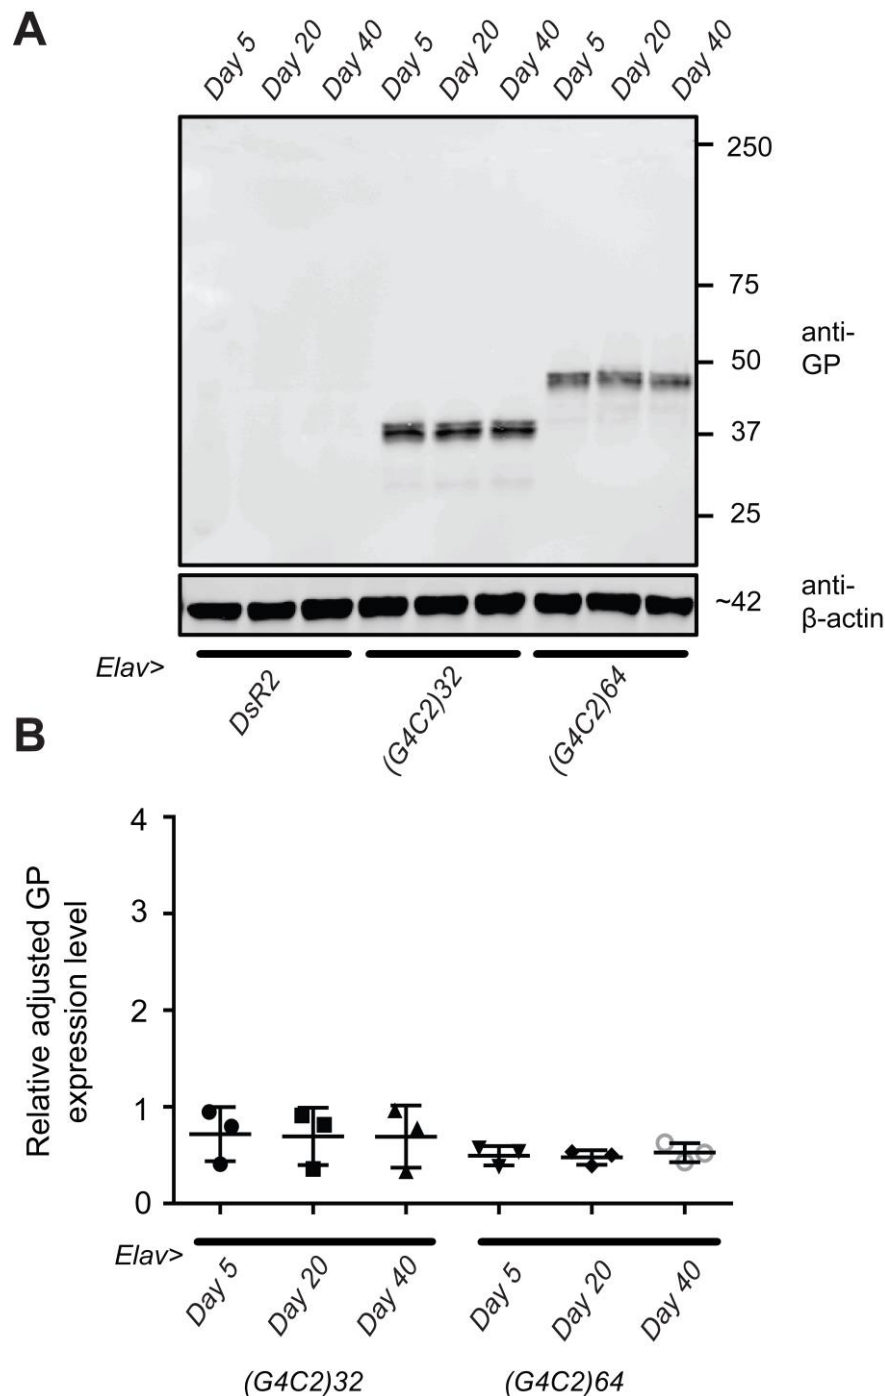 A
Day 5 Day 20 Day 40 Day 5 Day 20 Day 40 Day 5 Day 20 Day 40
250
75
50
37
25
anti-
GP
~42
anti-
β-actin
Elav>
DsR2 (G4C2)32 (G4C2)64
B
Relative adjusted GP
expression level
4
3
2
1
0
Elav>
Day 5 Day 20 Day 40 Day 5 Day 20 Day 40
(G4C2)32 (G4C2)64